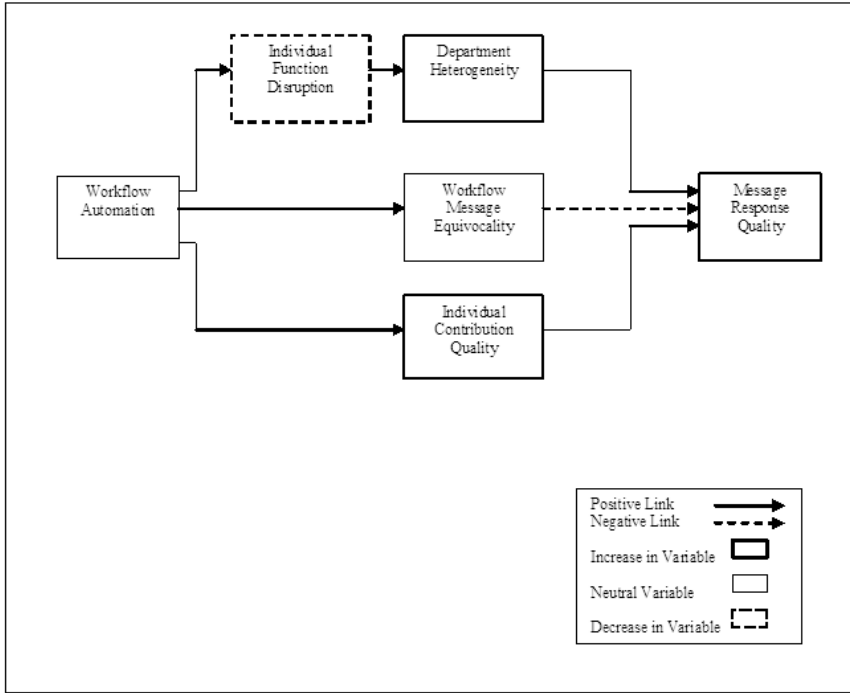 Individual
Function
Disruption
Department
Heterogeneity
Workflow
Automation
Workflow
Message
Equivocality
Message
Response
Quality
Individual
Contribution
Quality
Positive Link
Negative Link
Increase in Variable
Neutral Variable
Decrease in Variable